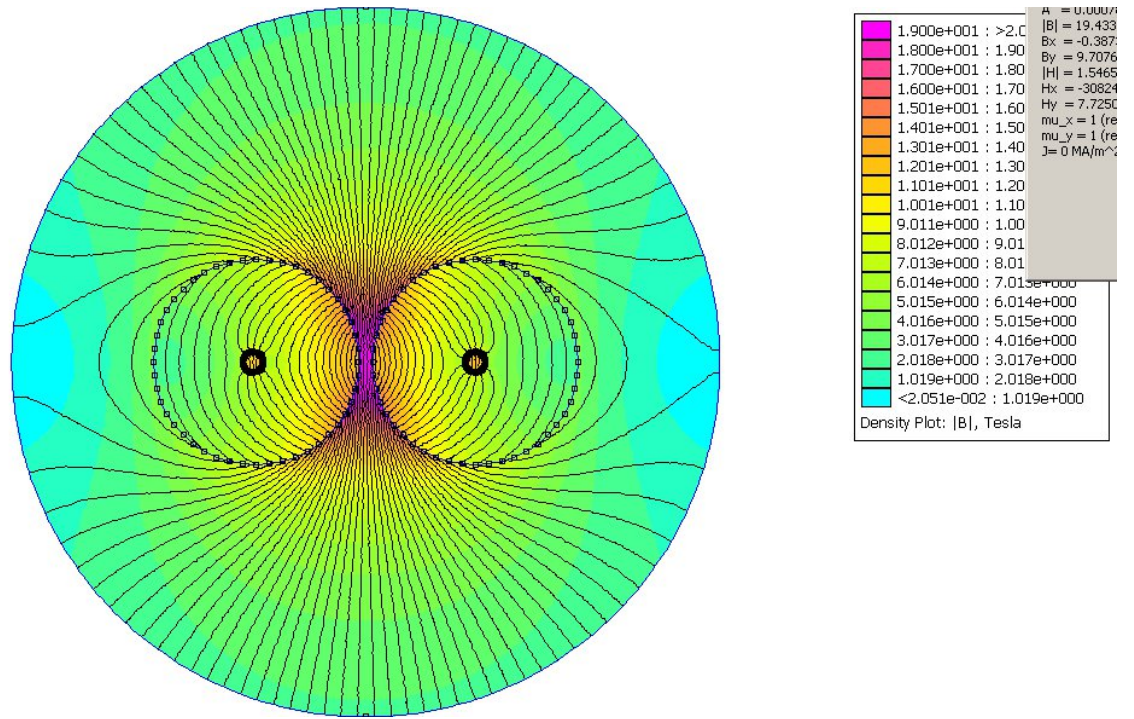 1.900e+001 : >2.0
1.800e+001 : 1.90
1.700e+001 : 1.80
1.600e+001 : 1.70
1.501e+001 : 1.60
1.401e+001 : 1.50
1.301e+001 : 1.40
1.201e+001 : 1.30
1.101e+001 : 1.20
1.001e+001 : 1.10
9.011e+000 : 1.00
8.012e+000 : 9.01
7.013e+000 : 8.01
6.014e+000 : 7.013e+000
5.015e+000 : 6.014e+000
4.016e+000 : 5.015e+000
3.017e+000 : 4.016e+000
2.018e+000 : 3.017e+000
1.019e+000 : 2.018e+000
<2.051e-002 : 1.019e+000
Density Plot: |B|, Tesla
A = 0.0007
|B| = 19.433
Bx = -0.387
By = 9.7076
|H| = 1.5465
Hx = -30824
Hy = 7.7250
mu_x = 1 (re
mu_y = 1 (re
J= 0 MA/m^2